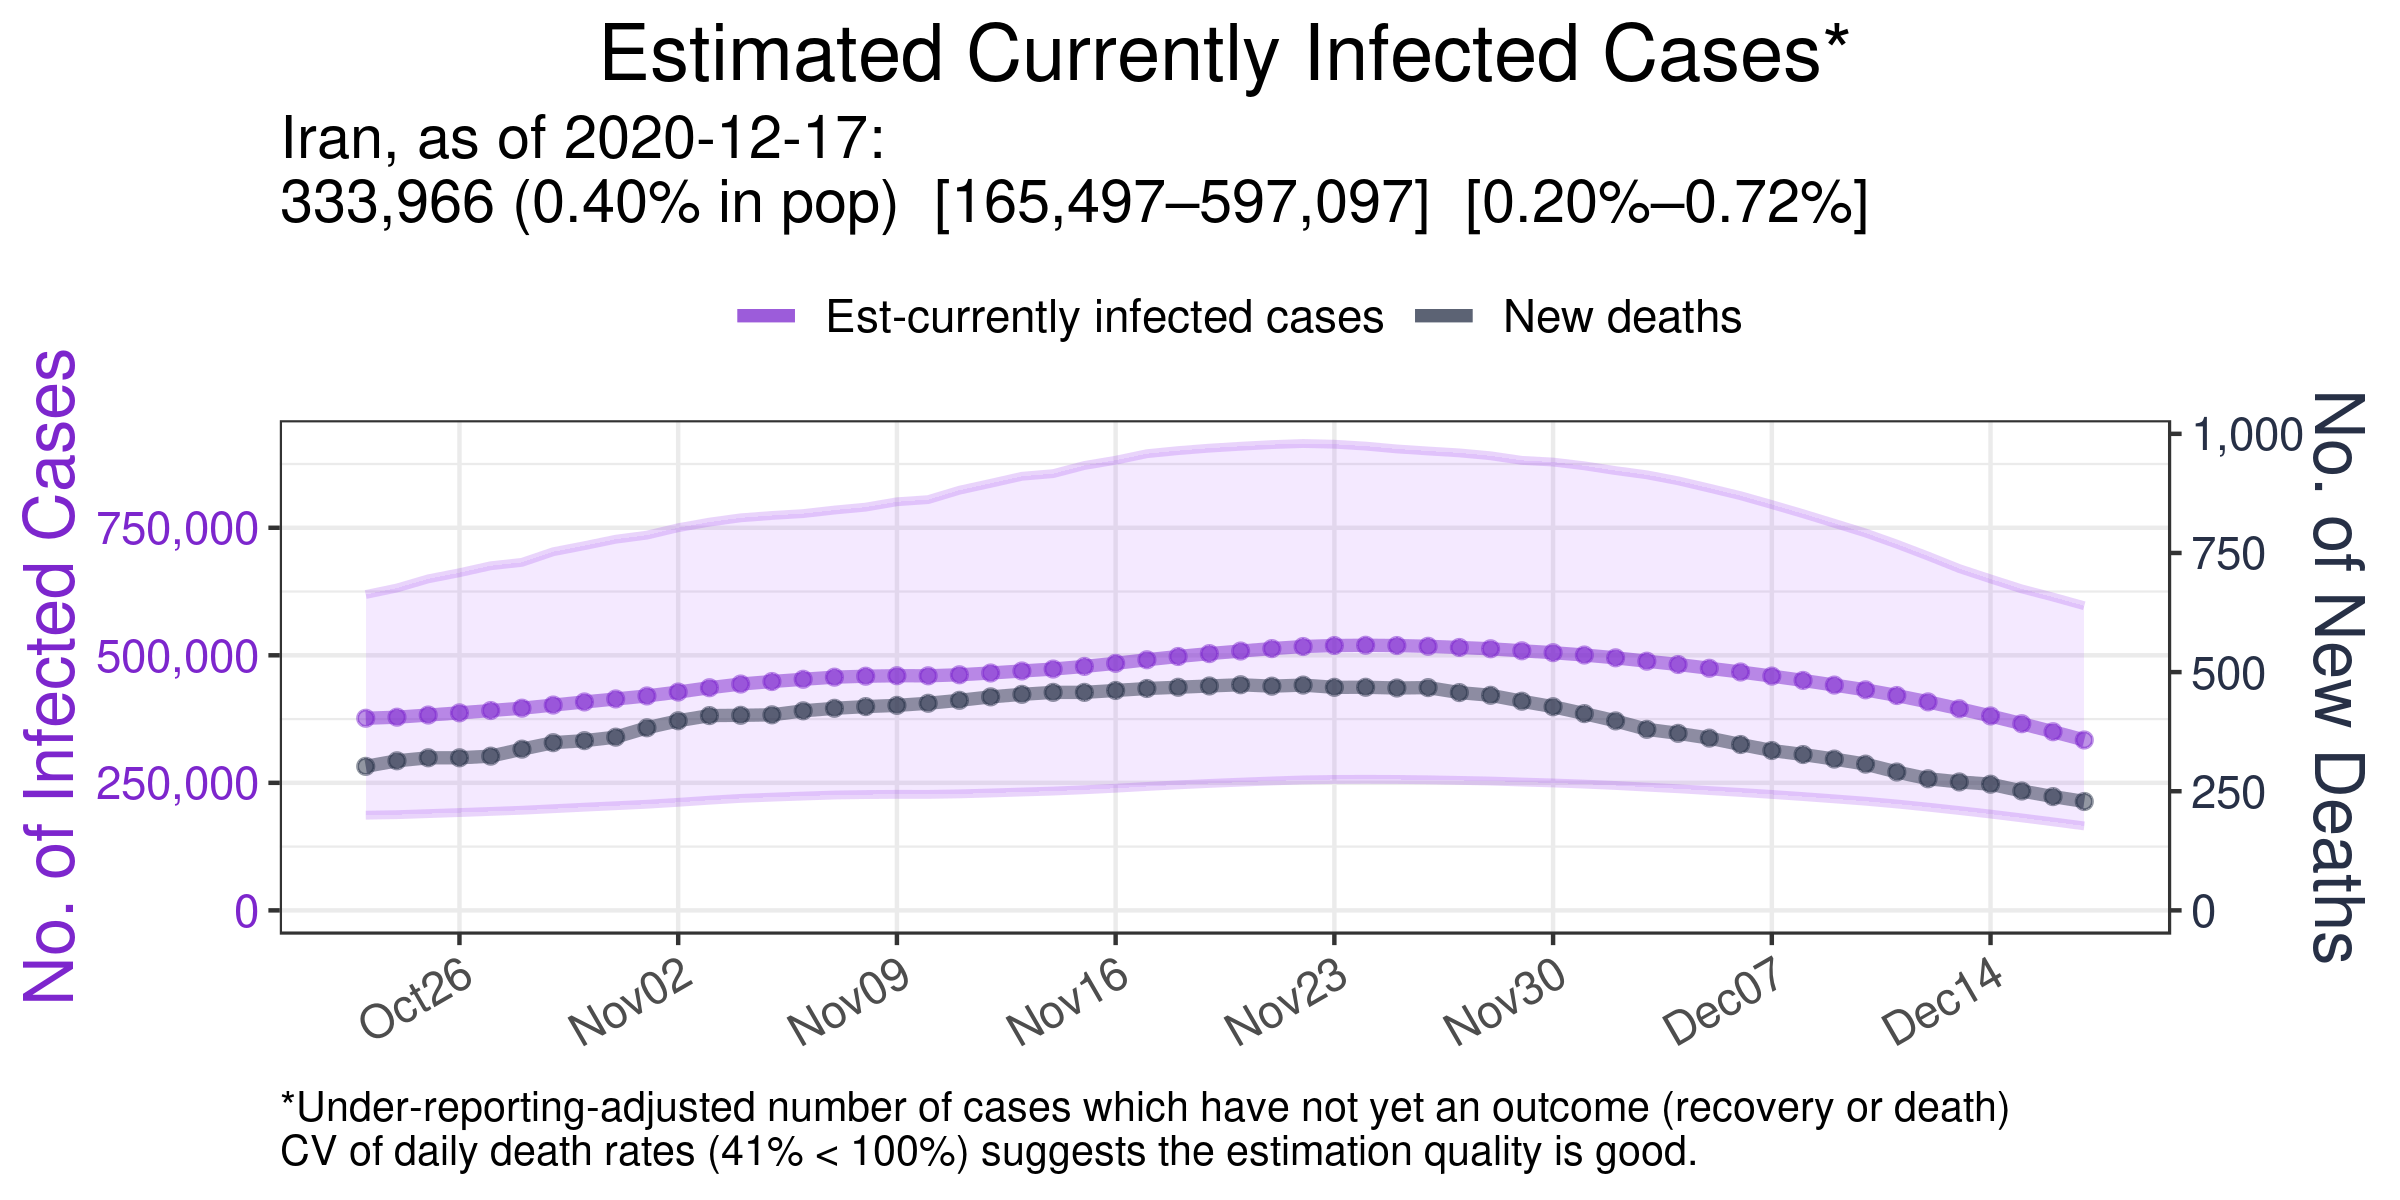 Estimated Currently Infected Cases*
Iran, as of 2020-12-17:
333,966 (0.40% in pop)  [165,497–597,097]  [0.20%–0.72%]
Est-currently infected cases
New deaths
No. of Infected Cases
750,000
500,000
250,000
0
1,000
750
500
250
0
No. of New Deaths
Oct26
Nov02
Nov09
Nov16
Nov23
Nov30
Dec07
Dec14
*Under-reporting-adjusted number of cases which have not yet an outcome (recovery or death)
CV of daily death rates (41% < 100%) suggests the estimation quality is good.